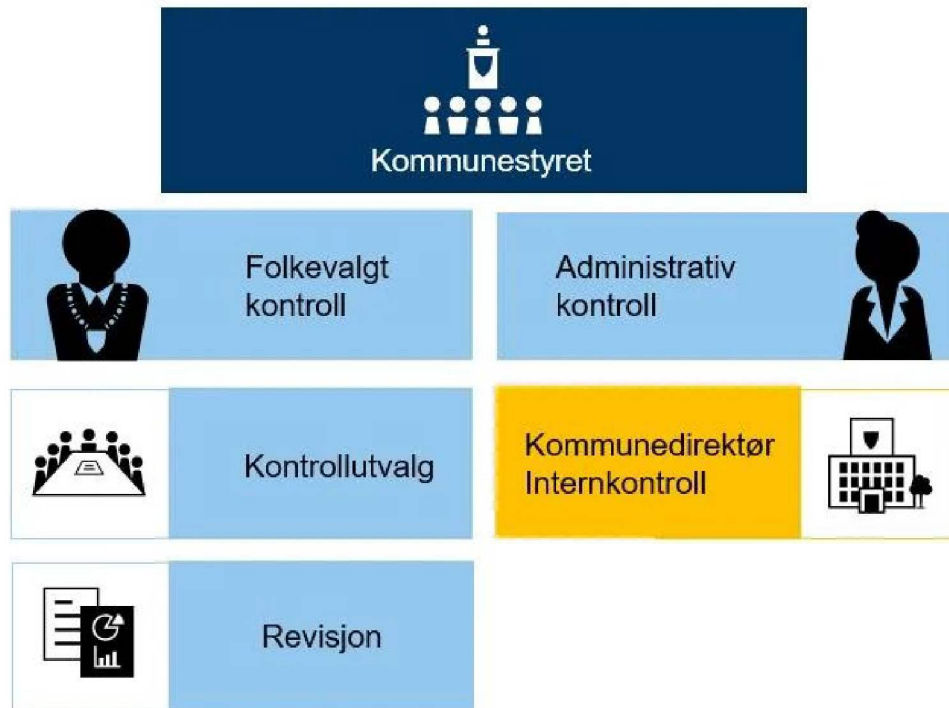 Kommunestyret
Folkevalgt
kontroll
Administrativ
kontroll
Kontrollutvalg
Kommunedirektør
Internkontroll
Revisjon